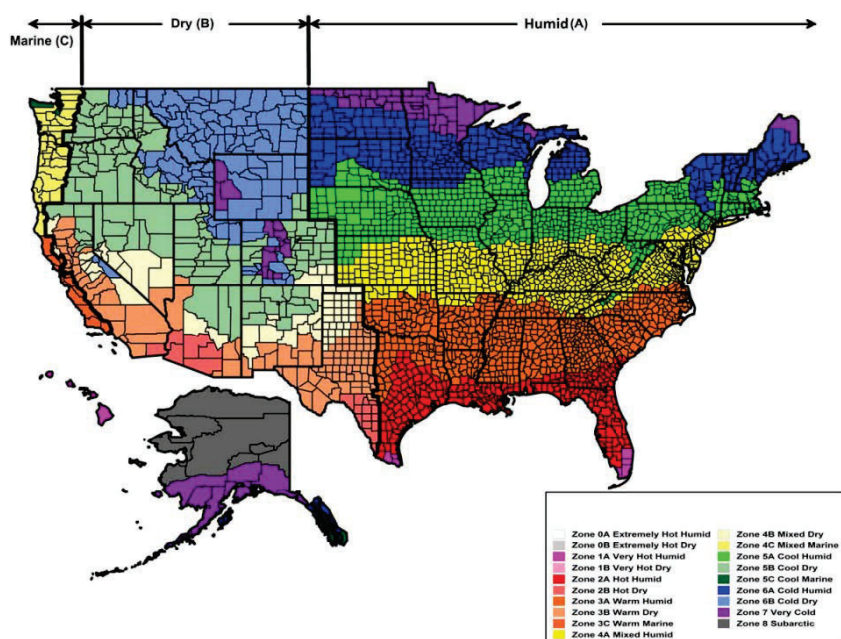 Marine (C)
Dry (B)
Humid (A)
Zone 0A Extremely Hot Humid
Zone 0B Extremely Hot Dry
Zone 1A Very Hot Humid
Zone 1B Very Hot Dry
Zone 2A Hot Humid
Zone 2B Hot Dry
Zone 3A Warm Humid
Zone 3B Warm Dry
Zone 3C Warm Marine
Zone 4A Mixed Humid
Zone 4B Mixed Dry
Zone 4C Mixed Marine
Zone 5A Cool Humid
Zone 5B Cool Dry
Zone 5C Cool Marine
Zone 6A Cold Humid
Zone 6B Cold Dry
Zone 7 Very Cold
Zone 8 Subarctic